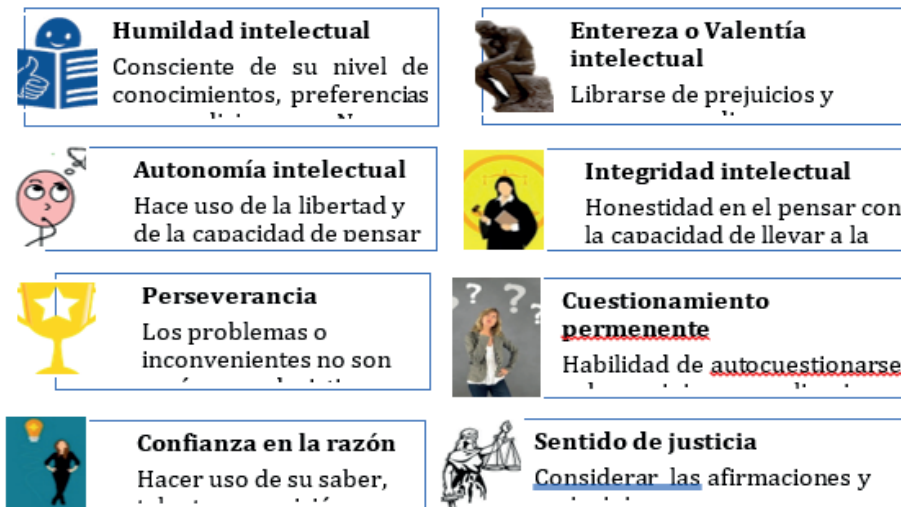 Humildad intelectual
Consciente de su nivel de
conocimientos, preferencias
Entereza o Valentía
intelectual
Librarse de prejuicios y
Autonomía intelectual
Hace uso de la libertad y
de la capacidad de pensar
Integridad intelectual
Honestidad en el pensar con
la capacidad de llevar a la
Perseverancia
Los problemas o
inconvenientes no son
Cuestionamiento
permenente
Habilidad de autocuestionarse
Confianza en la razón
Hacer uso de su saber,
Sentido de justicia
Considerar las afirmaciones y